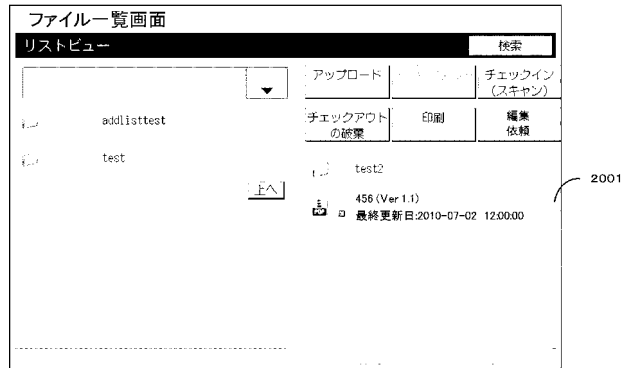 ファイル一覧画面
リストビュー
検索
アップロード
チェックイン
(スキャン)
チェックアウト
の破棄
印刷
編集
依頼
addlisttest
test
上へ
test2
456 (Ver 1.1)
最終更新日:2010-07-02 12:00:00
2001